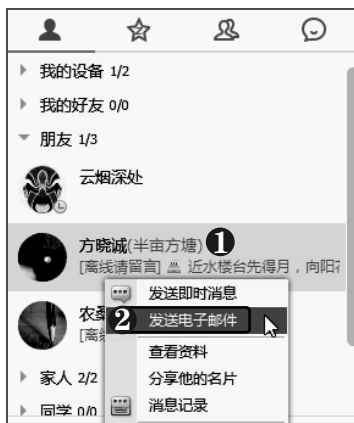 我的设备 1/2
我的好友 0/0
朋友 1/3
云烟深处
方晓诚(半亩方塘) 1
[离线请留言] 近水楼台先得月，向阳花
发送即时消息
农
2 发送电子邮件
[离
查看资料
家人 2/2
分享他的名片
同学 0/0
消息记录